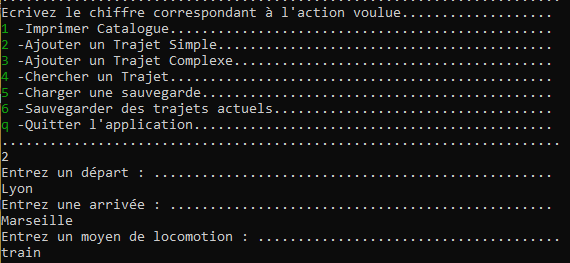 Ecrivez le chiffre correspondant à l'action voulue...................
1 -Imprimer Catalogue................................................
2 -Ajouter un Trajet Simple..........................................
3 -Ajouter un Trajet Complexe........................................
4 -Chercher un Trajet................................................
5 -Charger une sauvegarde............................................
6 -Sauvegarder des trajets actuels...................................
q -Quitter l'application.............................................
......................................................................
2
Entrez un départ : ..................................................
Lyon
Entrez une arrivée : ................................................
Marseille
Entrez un moyen de locomotion : ......................................
train